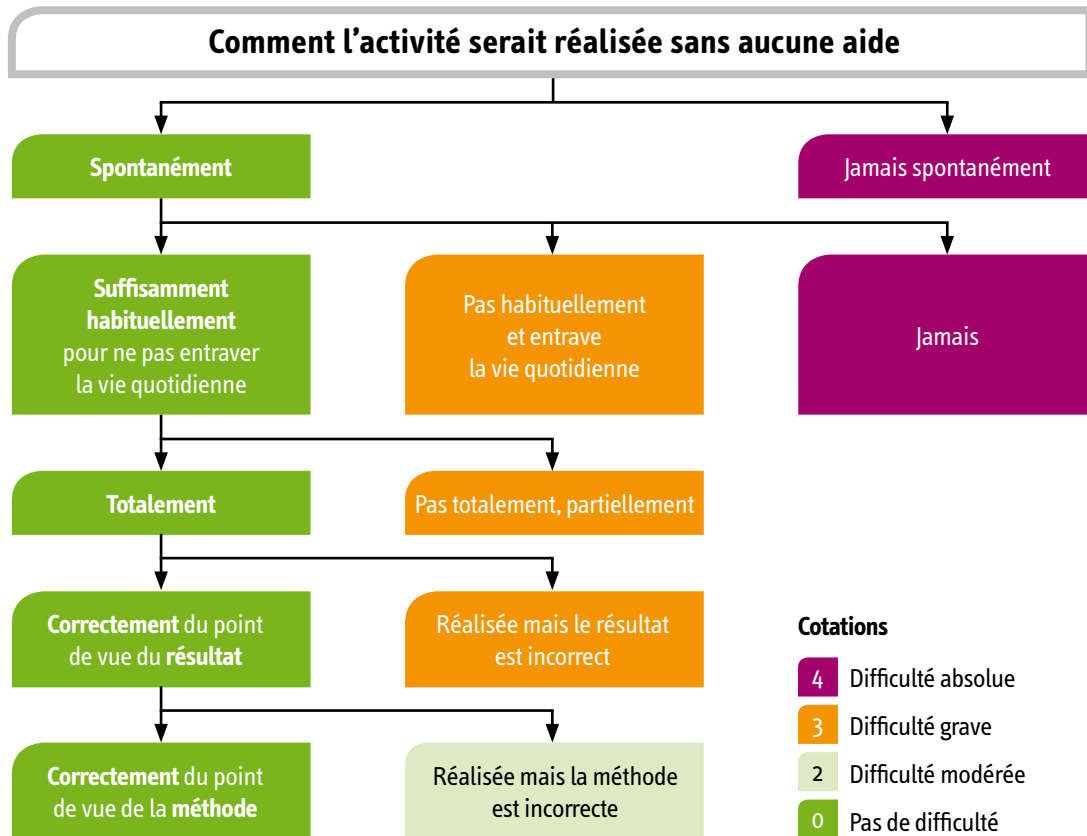 Comment l’activité serait réalisée sans aucune aide
Spontanément
Jamais spontanément
Suffisamment
habituellement
pour ne pas entraver
la vie quotidienne
Pas habituellement
et entrave
la vie quotidienne
Jamais
Totalement
Pas totalement, partiellement
Correctement du point
de vue du résultat
Réalisée mais le résultat
est incorrect
Correctement du point
de vue de la méthode
Réalisée mais la méthode
est incorrecte
Cotations
4 Difficulté absolue
3 Difficulté grave
2 Difficulté modérée
0 Pas de difficulté